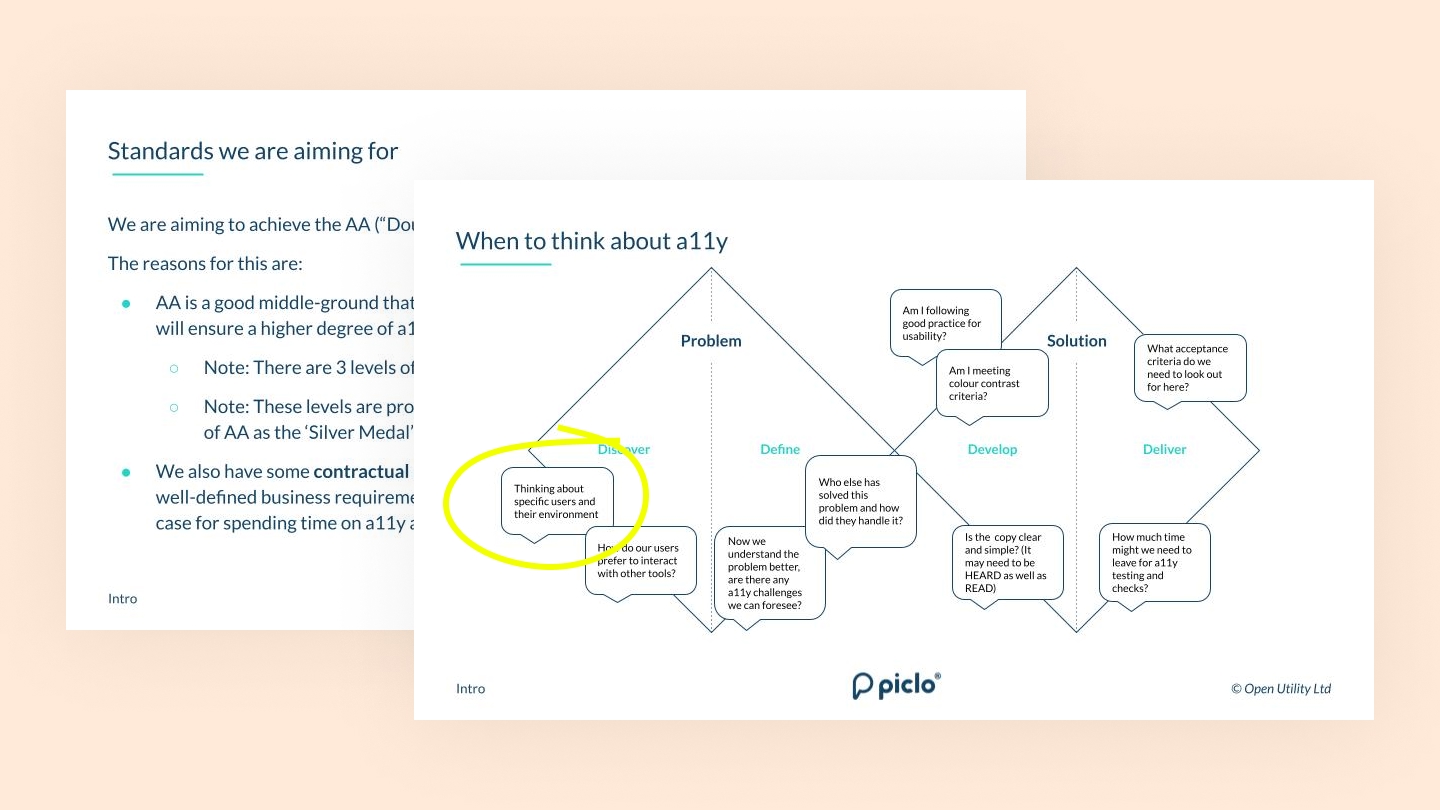 Standards we are aiming for
We are aiming to achieve the AA (“Dou
The reasons for this are:
● AA is a good middle-ground that
will ensure a higher degree of a1
○ Note: There are 3 levels of
○ Note: These levels are pro
of AA as the ‘Silver Medal’
● We also have some contractual
well-defined business requireme
case for spending time on a11y a
Intro
When to think about a11y
Problem
Discover
Define
Thinking about
specific users and
their environment
How do our users
prefer to interact
with other tools?
Now we
understand the
problem better,
are there any
a11y challenges
we can foresee?
Who else has
solved this
problem and how
did they handle it?
Solution
Develop
Deliver
Am I following
good practice for
usability?
Am I meeting
colour contrast
criteria?
What acceptance
criteria do we
need to look out
for here?
Is the copy clear
and simple? (It
may need to be
HEARD as well as
READ)
How much time
might we need to
leave for a11y
testing and
checks?
Intro
piclo®
© Open Utility Ltd